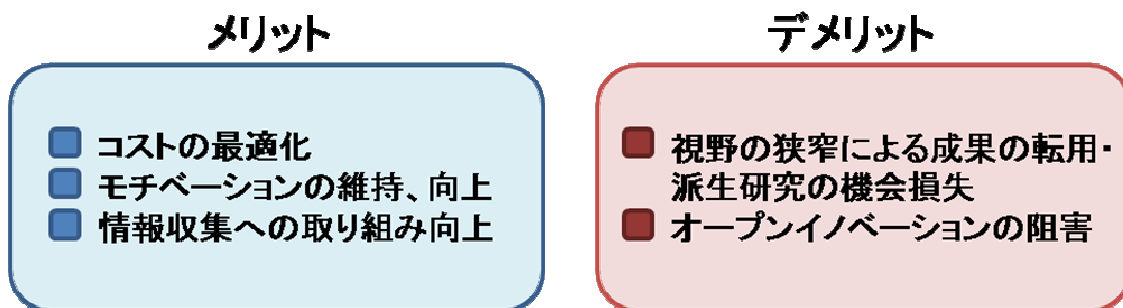 メリット
コストの最適化
モチベーションの維持、向上
情報収集への取り組み向上
デメリット
視野の狭窄による成果の転用・
派生研究の機会損失
オープンイノベーションの阻害